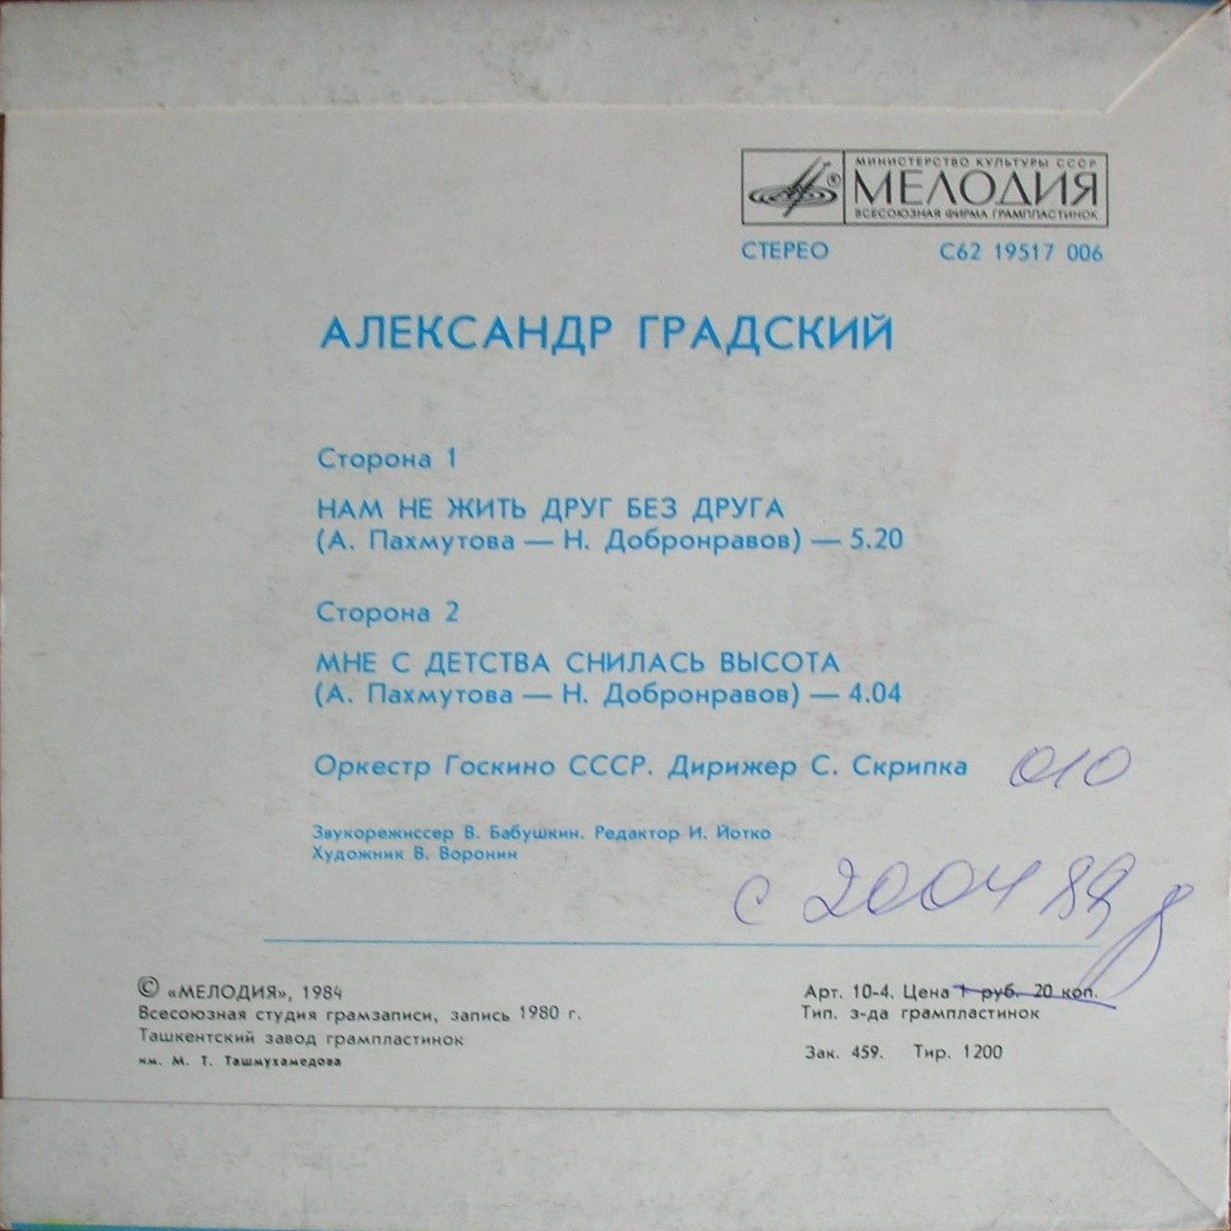 МИНИСТЕРСТВО КУЛЬТУРЫ СССР
МЕЛОДИЯ
ВСЕСОЮЗНАЯ ФИРМА ГРАМПЛАСТИНОК
СТЕРЕО С62 19517 006
АЛЕКСАНДР ГРАДСКИЙ
Сторона 1
НАМ НЕ ЖИТЬ ДРУГ БЕЗ ДРУГА
(А. Пахмутова — Н. Добронравов) — 5.20
Сторона 2
МНЕ С ДЕТСТВА СНИЛАСЬ ВЫСОТА
(А. Пахмутова — Н. Добронравов) — 4.04
Оркестр Госкино СССР. Дирижер С. Скрипка
010
Звукорежиссер В. Бабушкин. Редактор И. Йотко
Художник В. Воронин
с 2004 89
© «МЕЛОДИЯ», 1984
Всесоюзная студия грамзаписи, запись 1980 г.
Ташкентский завод грампластинок
им. М. Т. Ташмухамедова
Арт. 10-4. Цена 1 руб. 20 коп.
Тип. з-да грампластинок
Зак. 459. Тир. 1200